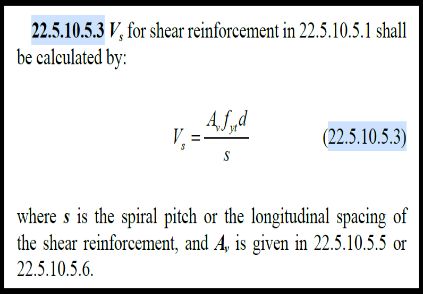 22.5.10.5.3 Vs for shear reinforcement in 22.5.10.5.1 shall
be calculated by:
Vs = Av fyt d / s (22.5.10.5.3)
where s is the spiral pitch or the longitudinal spacing of
the shear reinforcement, and Av is given in 22.5.10.5.5 or
22.5.10.5.6.